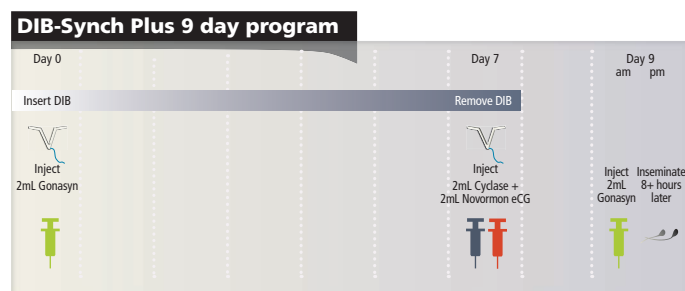 DIB-Synch Plus 9 day program
Day 0
Day 7
Day 9
am pm
Insert DIB
Remove DIB
Inject
2mL Gonasyn
Inject
2mL Cyclase +
2mL Novormon eCG
Inject
2mL
Gonasyn
Inseminate
8+ hours
later